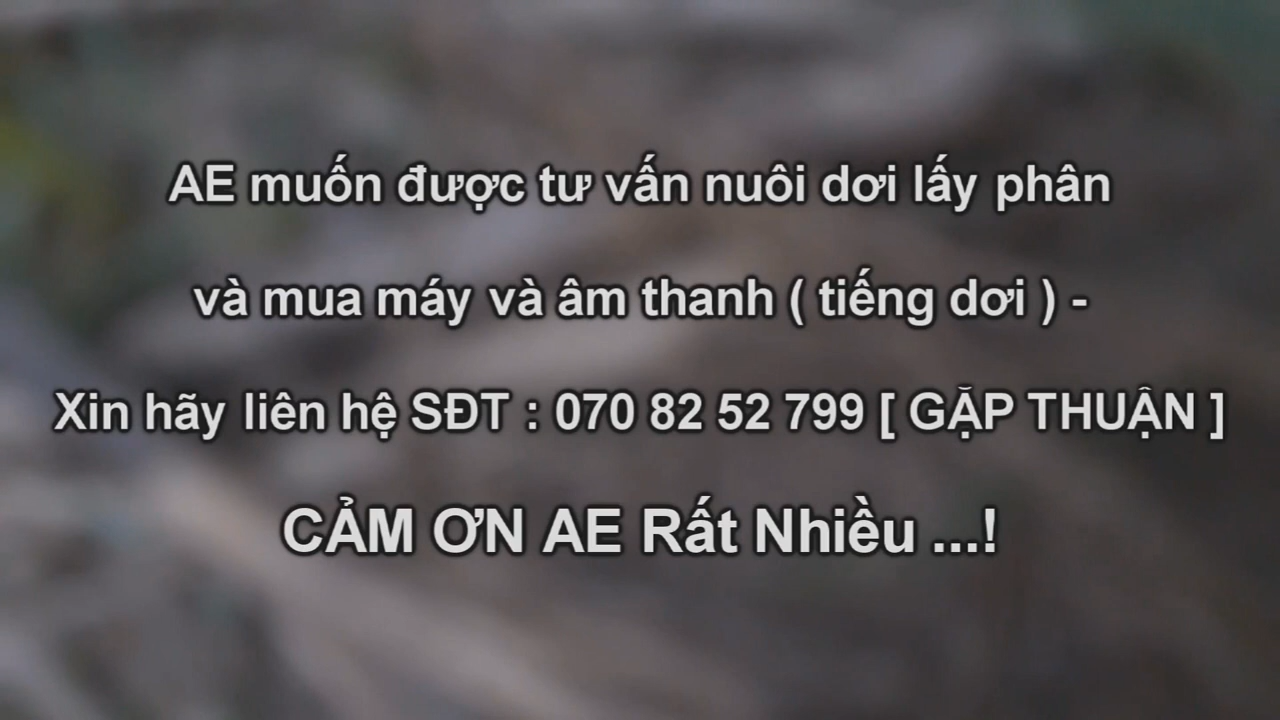 AE muốn được tư vấn nuôi dơi lấy phân
và mua máy và âm thanh ( tiếng dơi ) -
Xin hãy liên hệ SĐT : 070 82 52 799 [ GẶP THUẬN ]
CẢM ƠN AE Rất Nhiều ...!